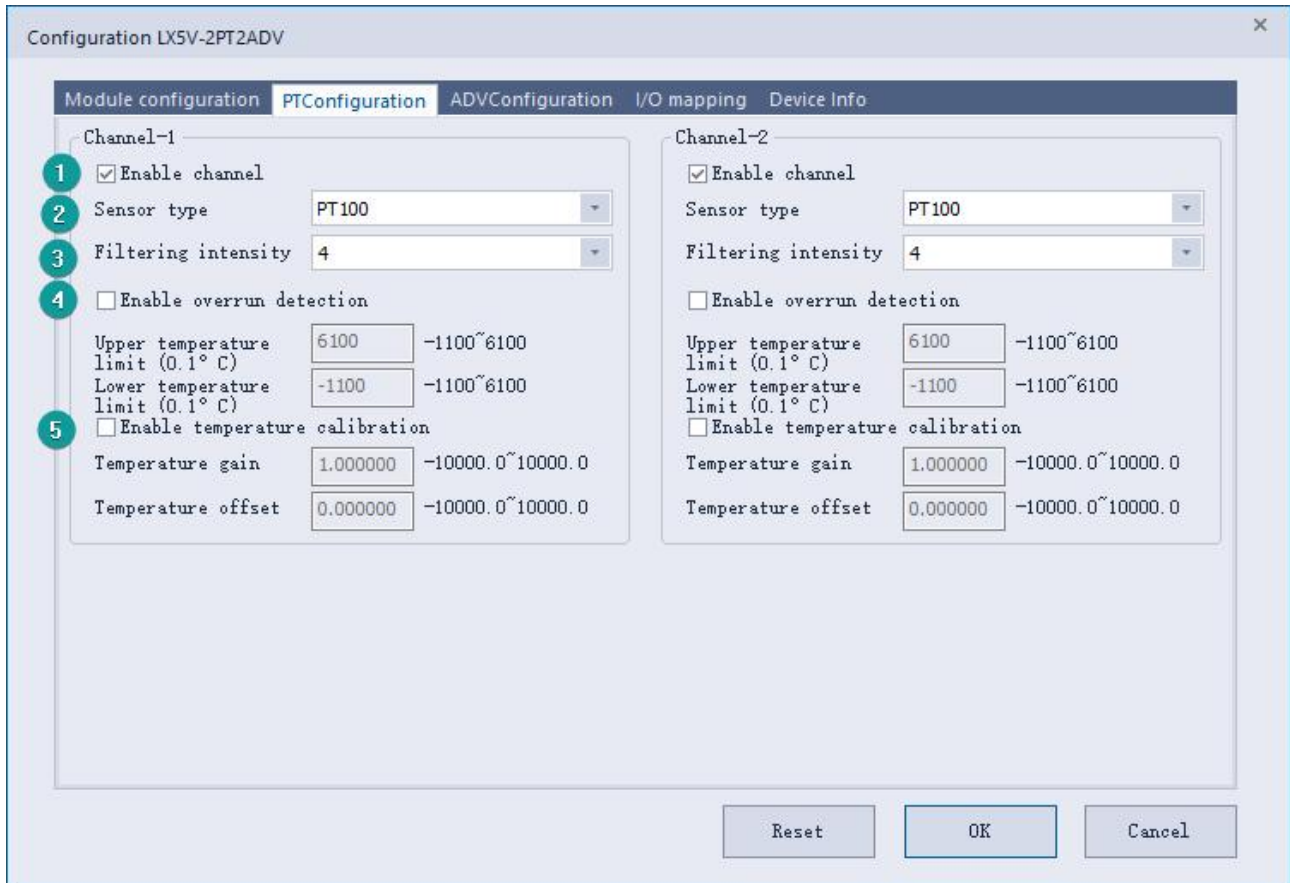 Configuration LX5V-2PT2ADV
×
Module configuration PTConfiguration ADVConfiguration I/O mapping Device Info
Channel-1
1 Enable channel
2 Sensor type PT100
3 Filtering intensity 4
4 Enable overrun detection
Upper temperature limit (0.1° C) 6100 -1100~6100
Lower temperature limit (0.1° C) -1100 -1100~6100
5 Enable temperature calibration
Temperature gain 1.000000 -10000.0~10000.0
Temperature offset 0.000000 -10000.0~10000.0
Channel-2
Enable channel
Sensor type PT100
Filtering intensity 4
Enable overrun detection
Upper temperature limit (0.1° C) 6100 -1100~6100
Lower temperature limit (0.1° C) -1100 -1100~6100
Enable temperature calibration
Temperature gain 1.000000 -10000.0~10000.0
Temperature offset 0.000000 -10000.0~10000.0
Reset OK Cancel